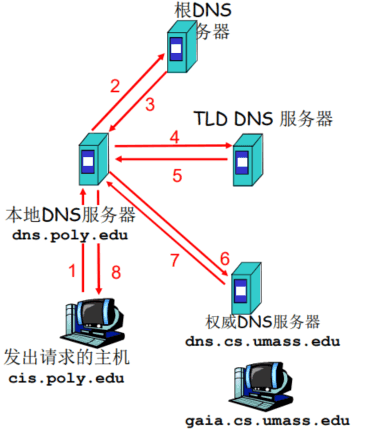 根DNS
务器
2
3
TLD DNS 服务器
4
5
本地DNS服务器
dns.poly.edu
6
7
1
8
权威DNS服务器
dns.cs.umass.edu
发出请求的主机
cis.poly.edu
gaia.cs.umass.edu